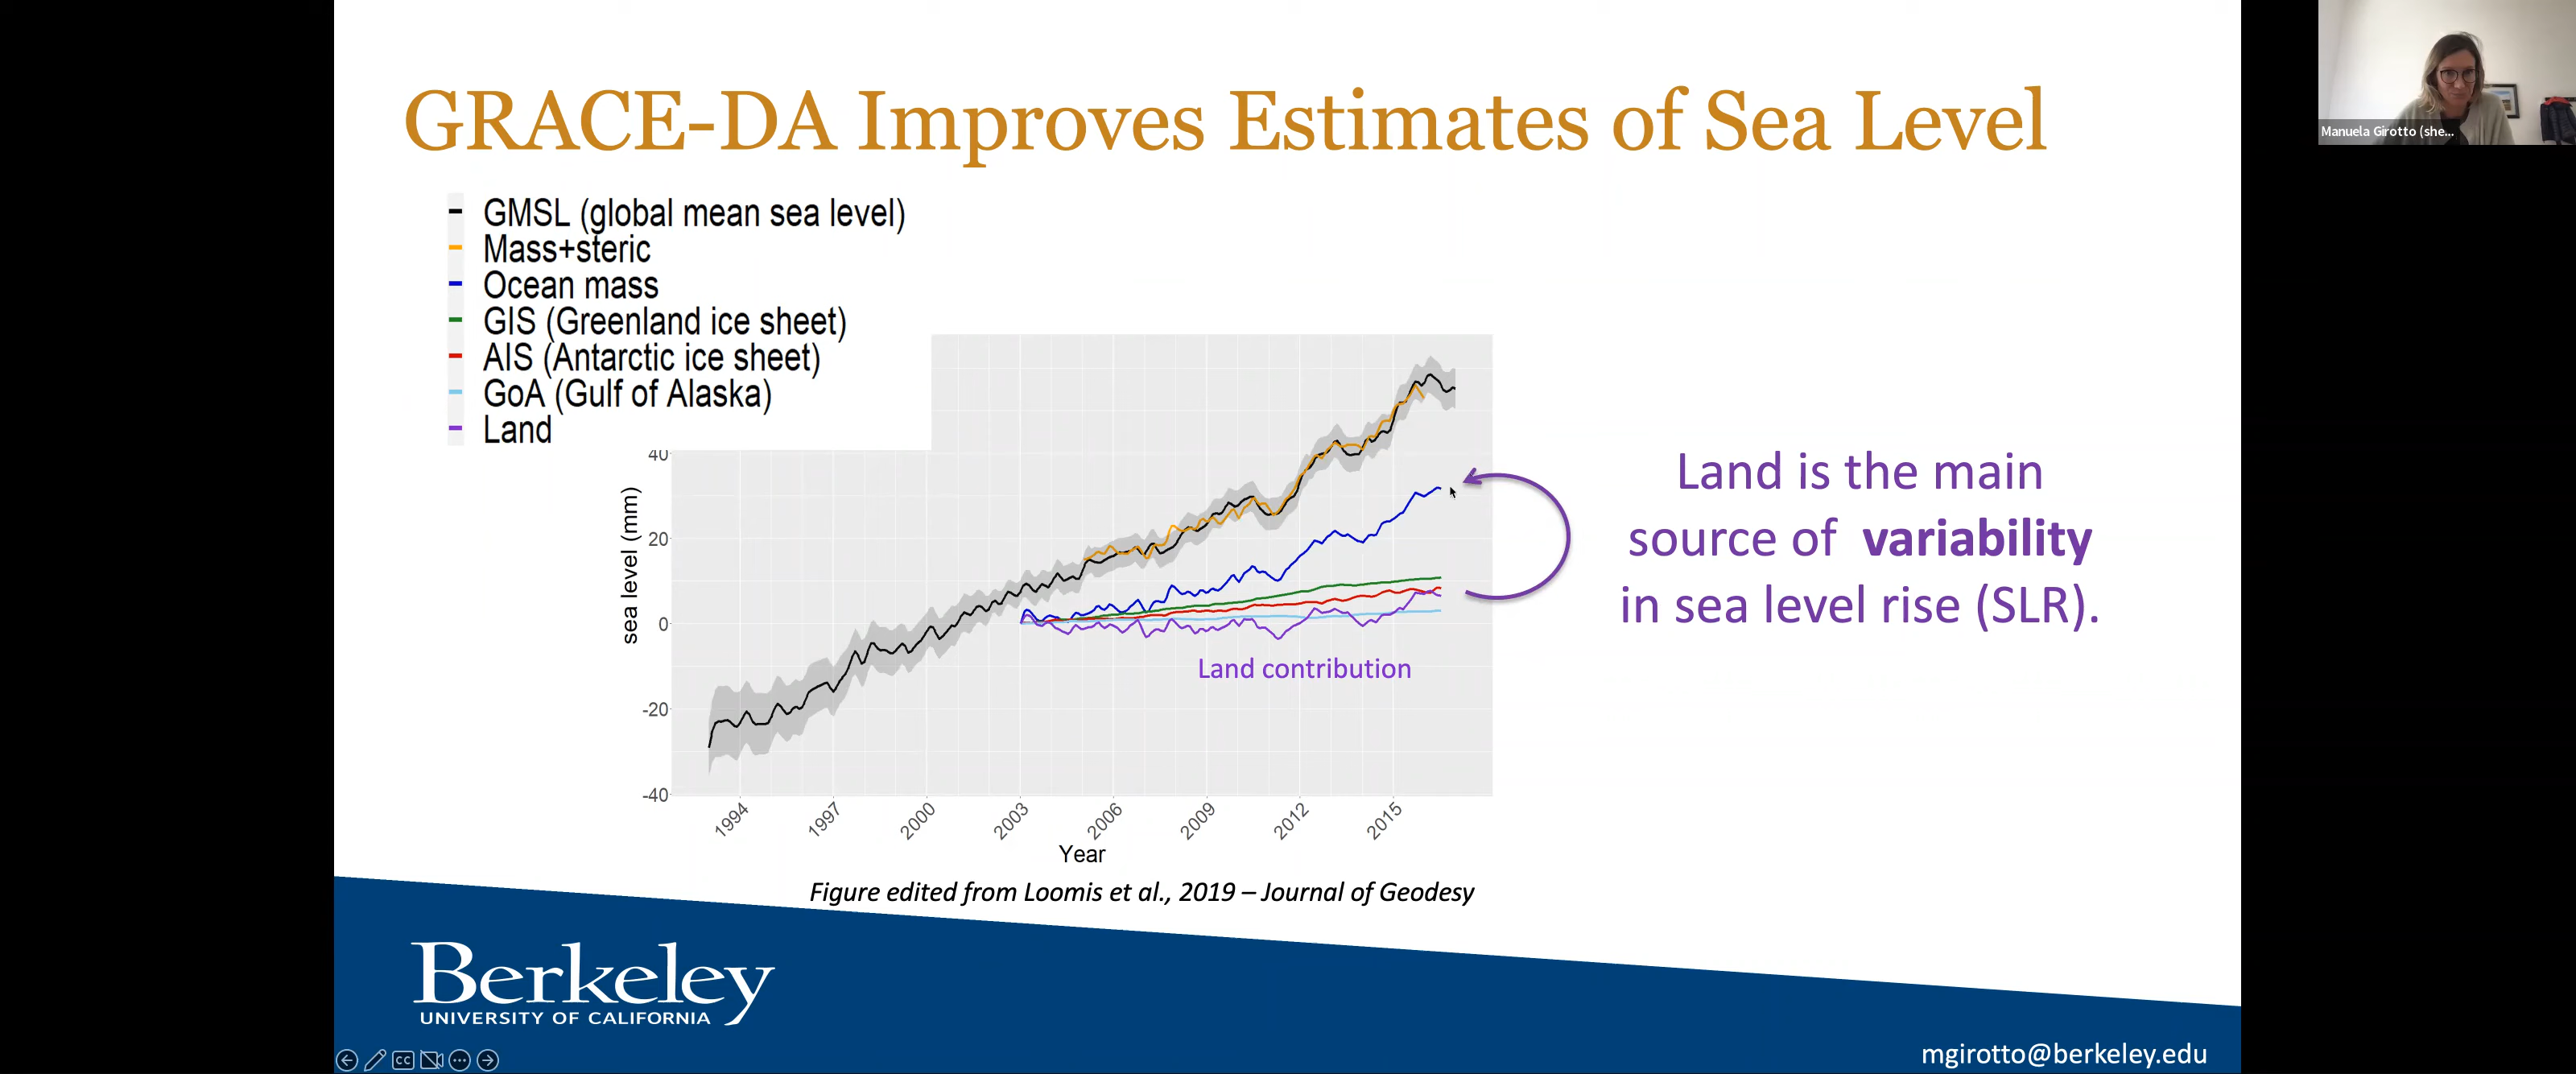 GRACE-DA Improves Estimates of Sea Level
Manuela Girotto (she...
GMSL (global mean sea level)
Mass+steric
Ocean mass
GIS (Greenland ice sheet)
AIS (Antarctic ice sheet)
GoA (Gulf of Alaska)
Land
40
20
0
-20
-40
sea level (mm)
Land contribution
1994
1997
2000
2003
2006
2009
2012
2015
Year
Land is the main
source of variability
in sea level rise (SLR).
Figure edited from Loomis et al., 2019 – Journal of Geodesy
Berkeley
UNIVERSITY OF CALIFORNIA
CC
mgirotto@berkeley.edu